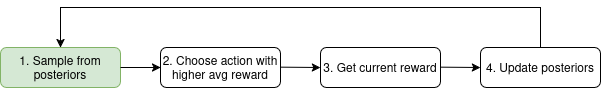 1. Sample from
posteriors
2. Choose action with
higher avg reward
3. Get current reward
4. Update posteriors